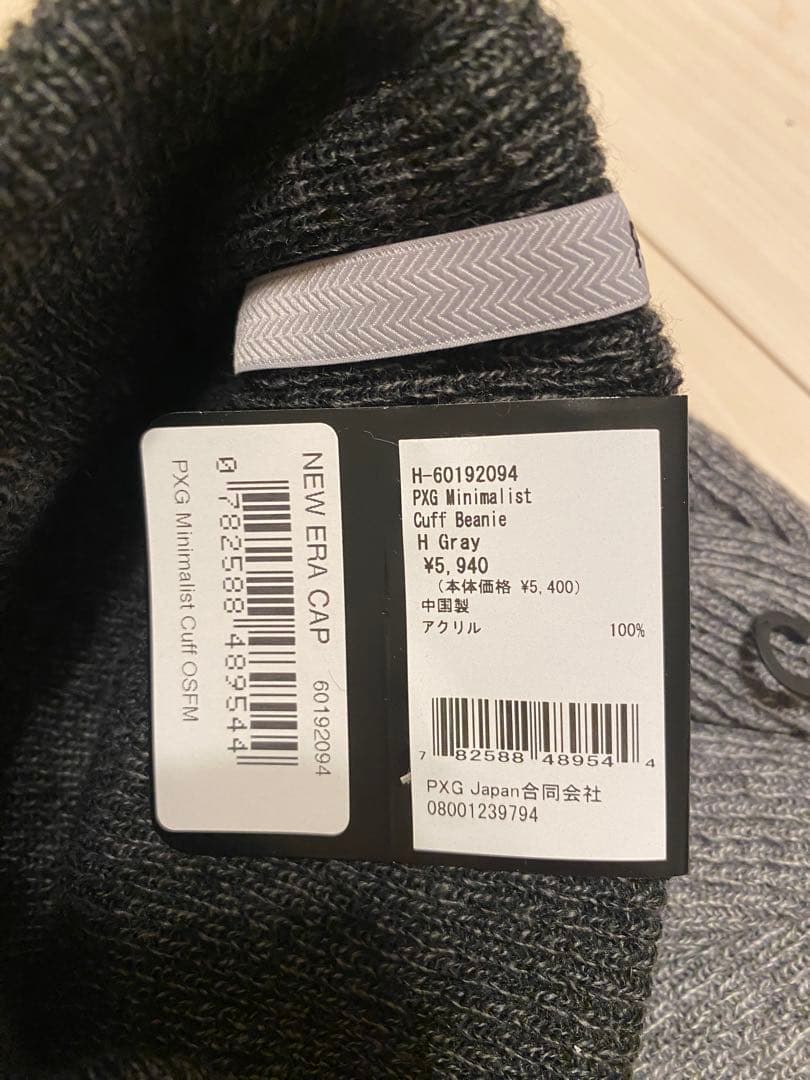 NEW ERA CAP 60192094
0 782588 489544
PXG Minimalist Cuff OSFM
H-60192094
PXG Minimalist
Cuff Beanie
H Gray
¥5,940
(本体価格 ¥5,400)
中国製
アクリル 100%
7 82588 48954 4
PXG Japan合同会社
08001239794